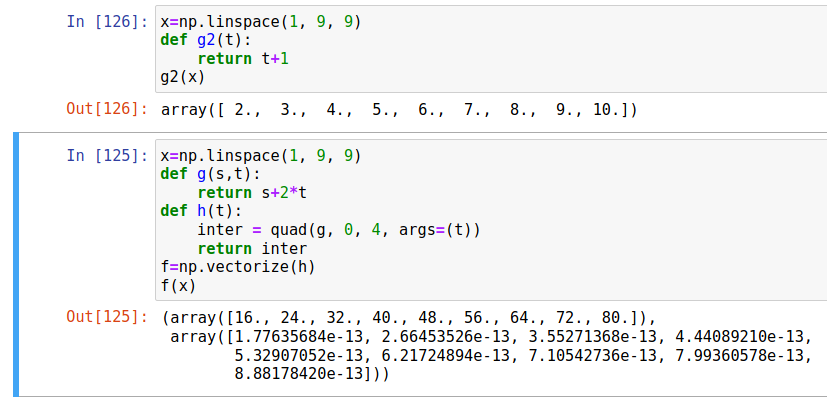 In [126]: x=np.linspace(1, 9, 9)
def g2(t):
    return t+1
g2(x)
Out[126]: array([ 2.,  3.,  4.,  5.,  6.,  7.,  8.,  9., 10.])
In [125]: x=np.linspace(1, 9, 9)
def g(s,t):
    return s+2*t
def h(t):
    inter = quad(g, 0, 4, args=(t))
    return inter
f=np.vectorize(h)
f(x)
Out[125]: (array([16., 24., 32., 40., 48., 56., 64., 72., 80.]),
 array([1.77635684e-13, 2.66453526e-13, 3.55271368e-13, 4.44089210e-13,
        5.32907052e-13, 6.21724894e-13, 7.10542736e-13, 7.99360578e-13,
        8.88178420e-13]))